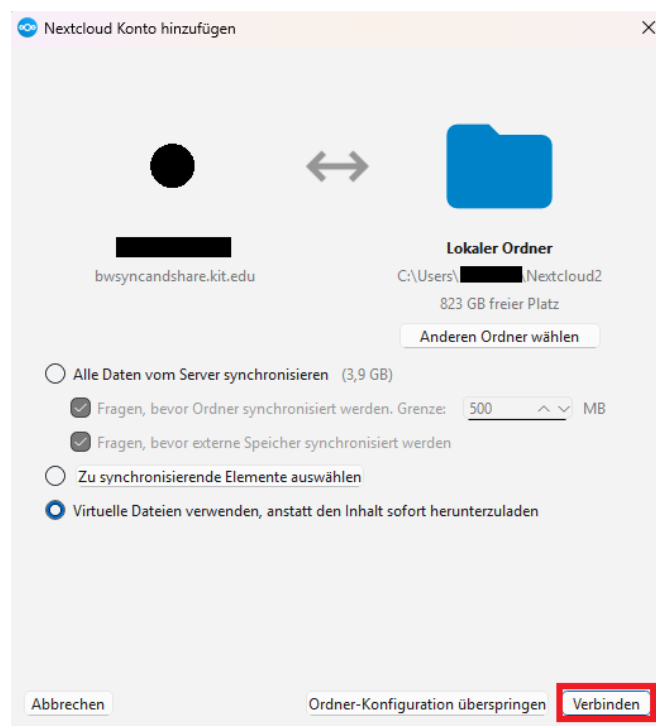 Nextcloud Konto hinzufügen
Lokaler Ordner
bwsyncandshare.kit.edu
C:\Users\ \Nextcloud2
823 GB freier Platz
Anderen Ordner wählen
Alle Daten vom Server synchronisieren (3,9 GB)
Fragen, bevor Ordner synchronisiert werden. Grenze: 500 MB
Fragen, bevor externe Speicher synchronisiert werden
Zu synchronisierende Elemente auswählen
Virtuelle Dateien verwenden, anstatt den Inhalt sofort herunterzuladen
Abbrechen Ordner-Konfiguration überspringen Verbinden